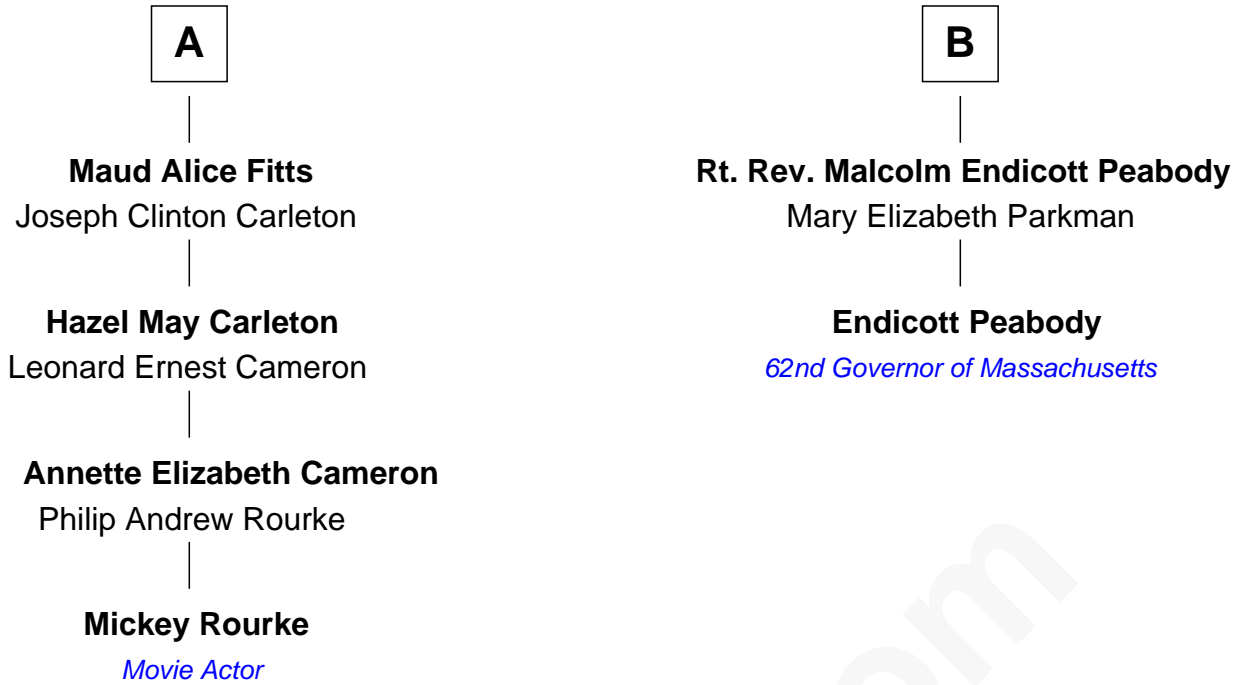 A
Maud Alice Fitts
Joseph Clinton Carleton
Hazel May Carleton
Leonard Ernest Cameron
Annette Elizabeth Cameron
Philip Andrew Rourke
Mickey Rourke
Movie Actor
B
Rt. Rev. Malcolm Endicott Peabody
Mary Elizabeth Parkman
Endicott Peabody
62nd Governor of Massachusetts
om